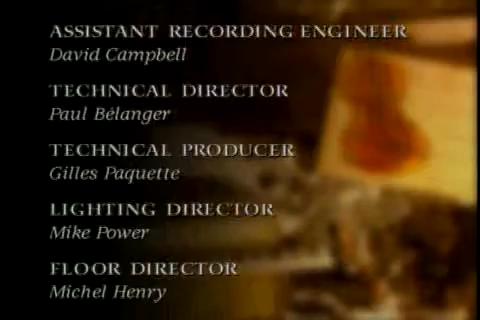 ASSISTANT RECORDING ENGINEER
David Campbell
TECHNICAL DIRECTOR
Paul Bélanger
TECHNICAL PRODUCER
Gilles Paquette
LIGHTING DIRECTOR
Mike Power
FLOOR DIRECTOR
Michel Henry